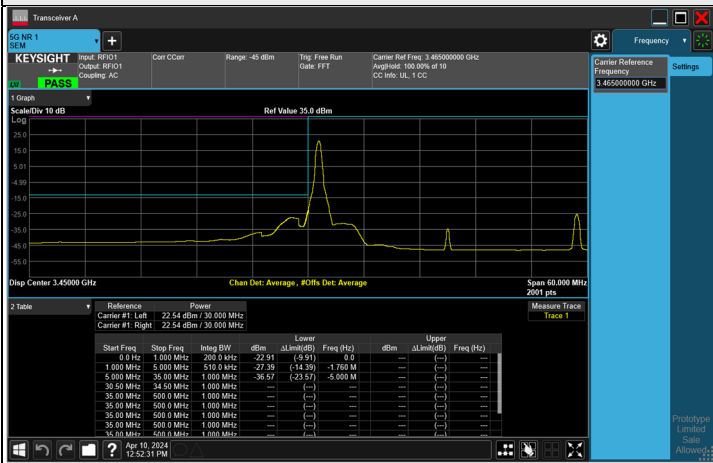 Transceiver A
5G NR 1
SEM
Frequency
KEYSIGHT
Input: RFIO1
Output: RFIO1
Coupling: AC
Corr CCorr
Range: -45 dBm
Trig: Free Run
Gate: FFT
Carrier Ref Freq: 3.465000000 GHz
Avg|Hold: 100.00% of 10
CC Info: UL, 1 CC
PASS
Carrier Reference
Frequency
3.465000000 GHz
Settings
1 Graph
Scale/Div 10 dB
Ref Value 35.0 dBm
Log
25.0
15.0
5.01
-4.99
-15.0
-25.0
-35.0
-45.0
-55.0
Disp Center 3.45000 GHz
Chan Det: Average, #Offs Det: Average
Span 60.000 MHz
2001 pts
2 Table
Measure Trace
Trace 1
Reference Power
Carrier #1: Left 22.54 dBm / 30.000 MHz
Carrier #1: Right 22.54 dBm / 30.000 MHz
Lower Upper
Start Freq Stop Freq Integ BW dBm ΔLimit(dB) Freq (Hz) dBm ΔLimit(dB) Freq (Hz)
0.0 Hz 1.000 MHz 200.0 kHz -22.91 (-9.91) 0.0 --- (---) ---
1.000 MHz 5.000 MHz 510.0 kHz -27.39 (-14.39) -1.760 M --- (---) ---
5.000 MHz 35.00 MHz 1.000 MHz -36.57 (-23.57) -5.000 M --- (---) ---
30.50 MHz 34.50 MHz 1.000 MHz --- (---) --- --- (---) ---
35.00 MHz 500.0 MHz 1.000 MHz --- (---) --- --- (---) ---
35.00 MHz 500.0 MHz 1.000 MHz --- (---) --- --- (---) ---
35.00 MHz 500.0 MHz 1.000 MHz --- (---) --- --- (---) ---
35.00 MHz 500.0 MHz 1.000 MHz --- (---) --- --- (---) ---
35.00 MHz 500.0 MHz 1.000 MHz --- (---) --- --- (---) ---
Prototype
Limited
Sale
Allowed
?
Apr 10, 2024
12:52:31 PM